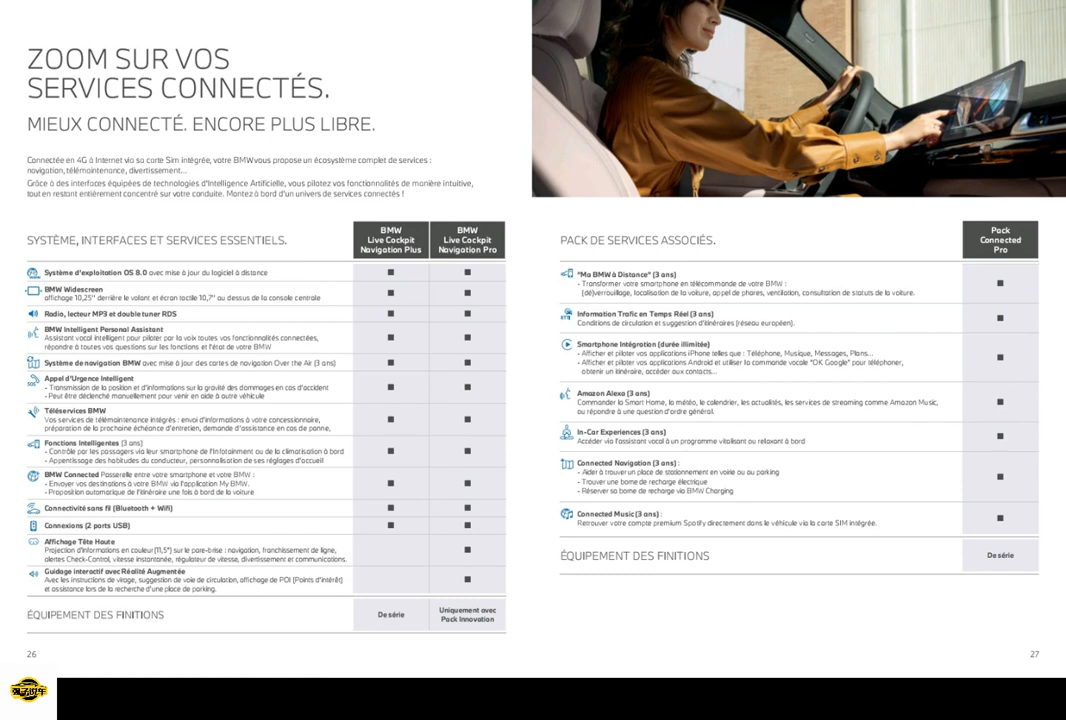 ZOOM SUR VOS
SERVICES CONNECTÉS.
MIEUX CONNECTÉ. ENCORE PLUS LIBRE.
Connectée en 4G à Internet via sa carte Sim intégrée, votre BMW vous propose un écosystème complet de services :
navigation, télémaintenance, divertissement...
Grâce à des interfaces équipées de technologies d'Intelligence Artificielle, vous pilotez vos fonctionnalités de manière intuitive,
tout en restant entièrement concentré sur votre conduite. Montez à bord d'un univers de services connectés !
SYSTÈME, INTERFACES ET SERVICES ESSENTIELS.
BMW
Live Cockpit
Navigation Plus
BMW
Live Cockpit
Navigation Pro
Système d'exploitation OS 8.0 avec mise à jour du logiciel à distance
BMW Widescreen
affichage 10,25'' derrière le volant et écran tactile 10,7'' au dessus de la console centrale
Radio, lecteur MP3 et double tuner RDS
BMW Intelligent Personal Assistant
Assistant vocal intelligent pour piloter par la voix toutes vos fonctionnalités connectées,
répondre à toutes vos questions sur les fonctions et l'état de votre BMW
Système de navigation BMW avec mise à jour des cartes de navigation Over the Air (3 ans)
SOS
Appel d'Urgence Intelligent
- Transmission de la position et d'informations sur la gravité des dommages en cas d'accident
- Peut être déclenché manuellement pour venir en aide à autre véhicule
Téléservices BMW
Vos services de télémaintenance intégrés : envoi d'informations à votre concessionnaire,
préparation de la prochaine échéance d'entretien, demande d'assistance en cas de panne,
Fonctions Intelligentes (3 ans)
- Contrôle par les passagers via leur smartphone de l'Infotainment ou de la climatisation à bord
- Apprentissage des habitudes du conducteur, personnalisation de ses réglages d'accueil
BMW Connected Passerelle entre votre smartphone et votre BMW :
- Envoyer vos destinations à votre BMW via l'application My BMW.
- Proposition automatique de l'itinéraire une fois à bord de la voiture
Connectivité sans fil (Bluetooth + Wifi)
Connexions (2 ports USB)
Affichage Tête Haute
Projection d'informations en couleur (11,5") sur le pare-brise : navigation, franchissement de ligne,
alertes Check-Control, vitesse instantanée, régulateur de vitesse, divertissement et communications.
Guidage interactif avec Réalité Augmentée
Avec les instructions de virage, suggestion de voie de circulation, affichage de POI (Points d'intérêt)
et assistance lors de la recherche d'une place de parking.
ÉQUIPEMENT DES FINITIONS
De série
Uniquement avec
Pack Innovation
26
PACK DE SERVICES ASSOCIÉS.
Pack
Connected
Pro
"Ma BMW à Distance" (3 ans)
- Transformer votre smartphone en télécommande de votre BMW :
(dé)verrouillage, localisation de la voiture, appel de phares, ventilation, consultation de statuts de la voiture.
Information Trafic en Temps Réel (3 ans)
Conditions de circulation et suggestion d'itinéraires (réseau européen).
Smartphone Intégration (durée illimitée)
- Afficher et piloter vos applications iPhone telles que : Téléphone, Musique, Messages, Plans...
- Afficher et piloter vos applications Android et utiliser la commande vocale "OK Google" pour téléphoner,
obtenir un itinéraire, accéder aux contacts...
Amazon Alexa (3 ans)
Commander la Smart Home, la météo, le calendrier, les actualités, les services de streaming comme Amazon Music,
ou répondre à une question d'ordre général.
In-Car Experiences (3 ans)
Accéder via l'assistant vocal à un programme vitalisant ou relaxant à bord
Connected Navigation (3 ans) :
- Aider à trouver un place de stationnement en voirie ou au parking
- Trouver une borne de recharge électrique
- Réserver sa borne de recharge via BMW Charging
Connected Music (3 ans) :
Retrouver votre compte premium Spotify directement dans le véhicule via la carte SIM intégrée.
ÉQUIPEMENT DES FINITIONS
De série
27